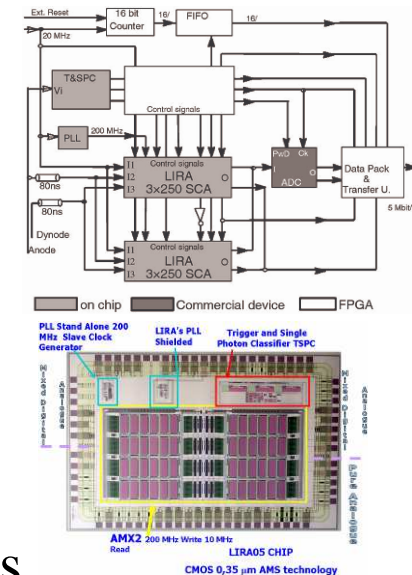 Ext. Reset
20 MHz
16 bit
Counter
16/
FIFO
16/
T&SPC
Vi
Control signals
PLL
200 MHz
80ns
80ns
Dynode
Anode
I1
I2
I3
Control signals
LIRA
3x250 SCA
O
I1
I2
I3
Control signals
LIRA
3x250 SCA
O
PwD Ck
I
O
ADC
Data Pack
&
Transfer U.
5 Mbit/
on chip
Commercial device
FPGA
PLL Stand Alone 200
MHz Slave Clock
Generator
LIRA's PLL
Shielded
Trigger and Single
Photon Classifier TSPC
Mixed Digital
Analogue
Mixed Digital
Analogue
Pure Analogue
AMX2 200 MHz Write 10 MHz
Read
LIRA05 CHIP
CMOS 0,35 µm AMS technology
S